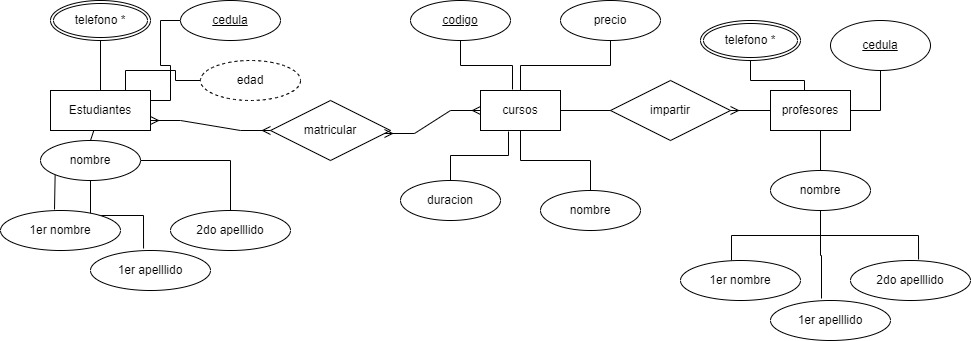 telefono *
cedula
edad
Estudiantes
matricular
nombre
1er nombre
1er apelllido
2do apelllido
codigo
precio
cursos
duracion
nombre
impartir
telefono *
cedula
profesores
nombre
1er nombre
1er apelllido
2do apelllido